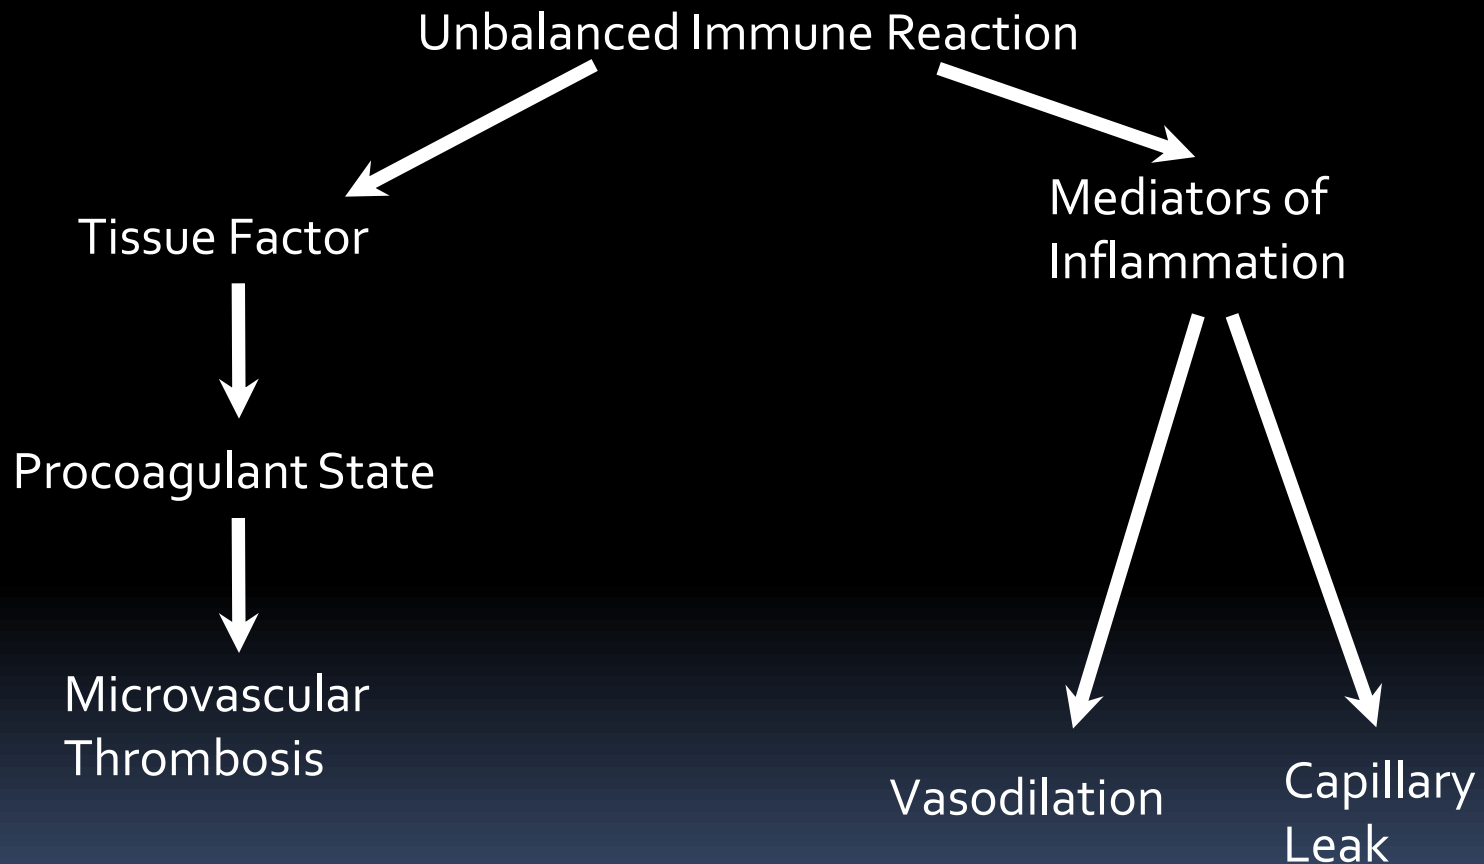 Unbalanced Immune Reaction
Tissue Factor
Mediators of
Inflammation
Procoagulant State
Microvascular
Thrombosis
Vasodilation
Capillary
Leak